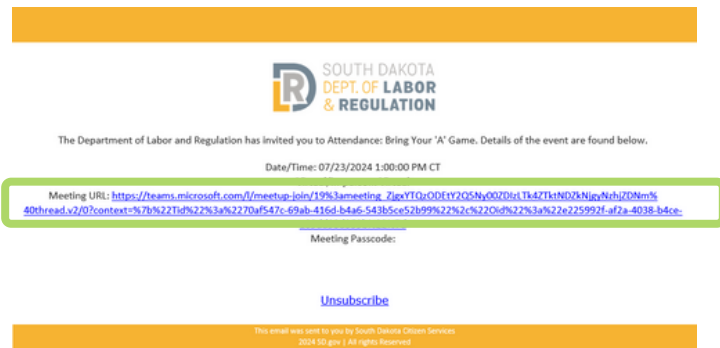 SOUTH DAKOTA
DEPT. OF LABOR
& REGULATION
The Department of Labor and Regulation has invited you to Attendance: Bring Your 'A' Game. Details of the event are found below.
Date/Time: 07/23/2024 1:00:00 PM CT
Meeting URL: https://teams.microsoft.com/l/meetup-join/19%3ameeting_ZjgxYTQzODEtY2Q5Ny00ZDIzLTk4ZTktNDZkNjgyNzhjZDNm%
40thread.v2/0?context=%7b%22Tid%22%3a%2270af547c-69ab-416d-b4a6-543b5ce52b99%22%2c%22Oid%22%3a%22e225992f-af2a-4038-b4ce-
Meeting Passcode:
Unsubscribe
This email was sent to you by South Dakota Citizen Services
2024 SD.gov | All rights Reserved